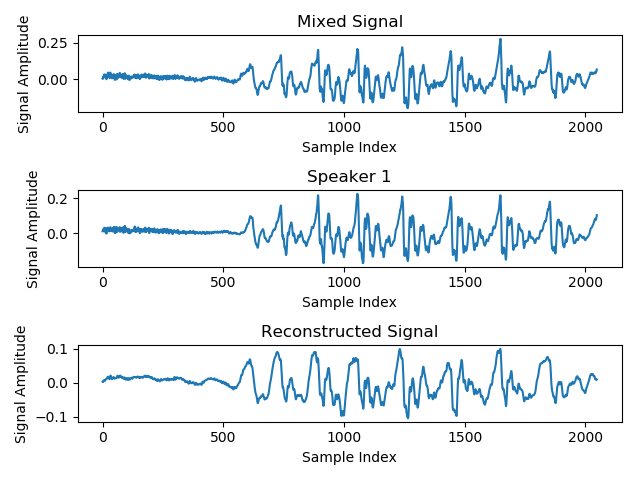 Mixed Signal
Signal Amplitude
0.25
0.00
0 500 1000 1500 2000
Sample Index
Speaker 1
Signal Amplitude
0.2
0.0
0 500 1000 1500 2000
Sample Index
Reconstructed Signal
Signal Amplitude
0.1
0.0
−0.1
0 500 1000 1500 2000
Sample Index